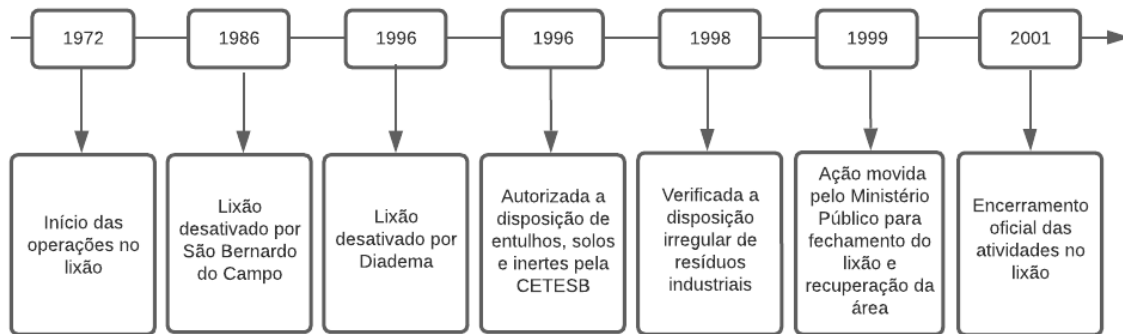 1972
1986
1996
1996
1998
1999
2001
Início das
operações no
lixão
Lixão
desativado por
São Bernardo
do Campo
Lixão
desativado por
Diadema
Autorizada a
disposição de
entulhos, solos
e inertes pela
CETESB
Verificada a
disposição
irregular de
resíduos
industriais
Ação movida
pelo Ministério
Público para
fechamento do
lixão e
recuperação da
área
Encerramento
oficial das
atividades no
lixão